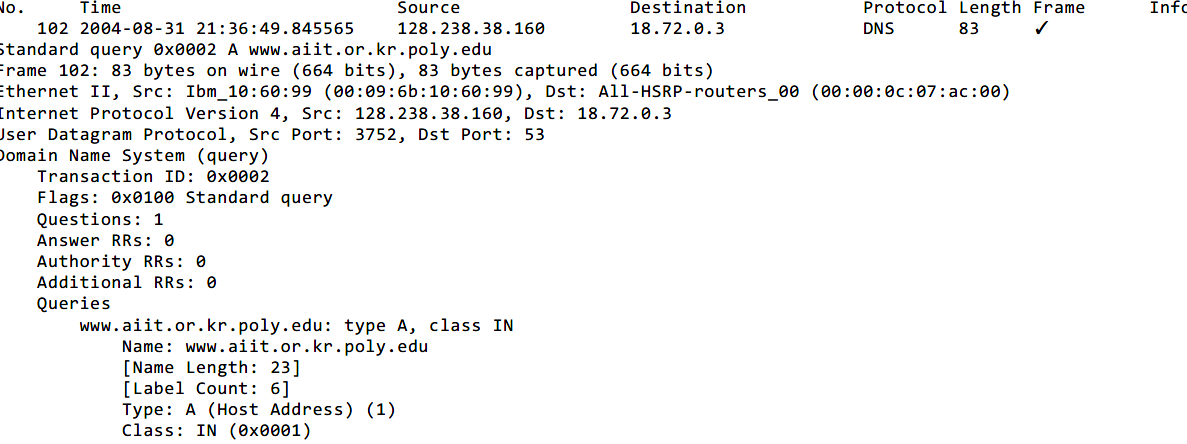 No. Time Source Destination Protocol Length Frame Info
102 2004-08-31 21:36:49.845565 128.238.38.160 18.72.0.3 DNS 83 ✓
Standard query 0x0002 A www.aiit.or.kr.poly.edu
Frame 102: 83 bytes on wire (664 bits), 83 bytes captured (664 bits)
Ethernet II, Src: Ibm_10:60:99 (00:09:6b:10:60:99), Dst: All-HSRP-routers_00 (00:00:0c:07:ac:00)
Internet Protocol Version 4, Src: 128.238.38.160, Dst: 18.72.0.3
User Datagram Protocol, Src Port: 3752, Dst Port: 53
Domain Name System (query)
Transaction ID: 0x0002
Flags: 0x0100 Standard query
Questions: 1
Answer RRs: 0
Authority RRs: 0
Additional RRs: 0
Queries
www.aiit.or.kr.poly.edu: type A, class IN
Name: www.aiit.or.kr.poly.edu
[Name Length: 23]
[Label Count: 6]
Type: A (Host Address) (1)
Class: IN (0x0001)